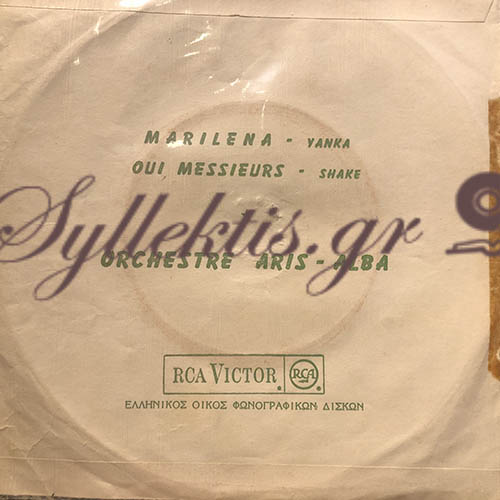 MARILENA - YANKA
OUI MESSIEURS - SHAKE
Syllektis.gr
ORCHESTRE ARIS - ALBA
RCA VICTOR RCA
ΕΛΛΗΝΙΚΟΣ ΟΙΚΟΣ ΦΩΝΟΓΡΑΦΙΚΩΝ ΔΙΣΚΩΝ